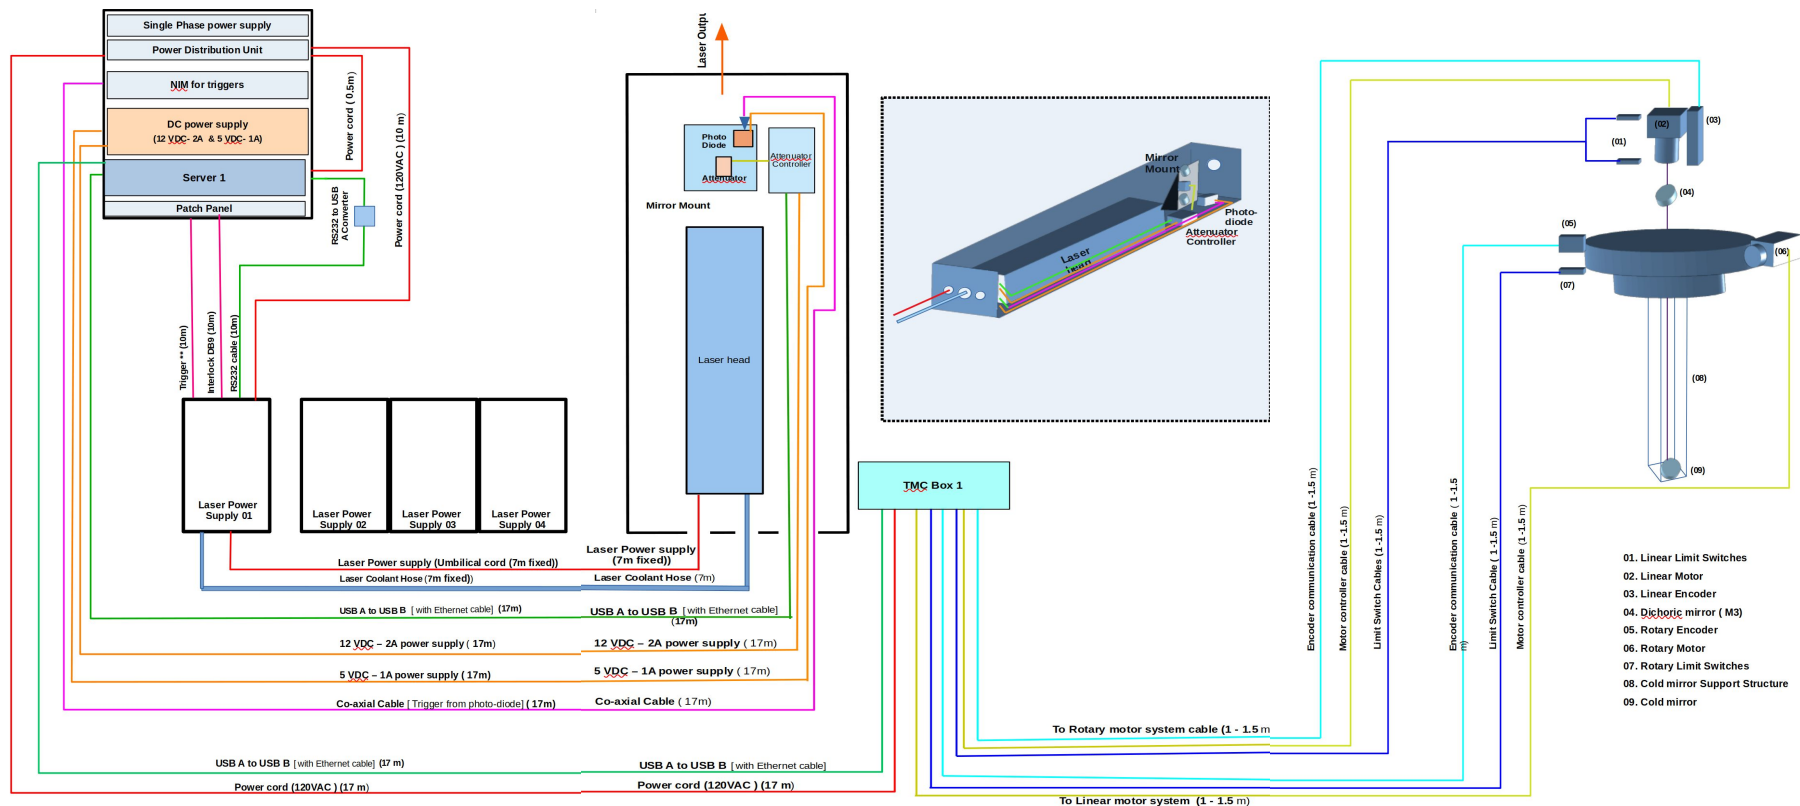 Single Phase power supply
Power Distribution Unit
NIM for triggers
DC power supply
(12 VDC- 2A & 5 VDC- 1A)
Server 1
Patch Panel
Power cord ( 0.5m)
Power cord (120VAC ) (10 m)
RS232 to USB
A Converter
Trigger ** (10m)
Interlock DB9 (10m)
RS232 cable (10m)
Laser Power
Supply 01
Laser Power
Supply 02
Laser Power
Supply 03
Laser Power
Supply 04
Laser Output
Photo
Diode
Attenuator
Attenuator
Controller
Mirror Mount
Laser head
Mirror
Mount
Photo-
diode
Attenuator
Controller
Laser
TMC Box 1
Laser Power supply (Umbilical cord (7m fixed))
Laser Power supply
(7m fixed))
Laser Coolant Hose (7m fixed))
Laser Coolant Hose (7m)
USB A to USB B [ with Ethernet cable] (17m)
USB A to USB B [ with Ethernet cable]
(17m)
12 VDC – 2A power supply ( 17m)
12 VDC – 2A power supply ( 17m)
5 VDC – 1A power supply ( 17m)
5 VDC – 1A power supply ( 17m)
Co-axial Cable [ Trigger from photo-diode] ( 17m)
Co-axial Cable ( 17m)
USB A to USB B [ with Ethernet cable] (17 m)
USB A to USB B [ with Ethernet cable]
Power cord (120VAC ) (17 m)
Power cord (120VAC ) (17 m)
To Rotary motor system cable (1 - 1.5 m
To Linear motor system (1 - 1.5 m)
Encoder communication cable (1 -1.5 m)
Motor controller cable (1 -1.5 m)
Limit Switch Cables (1 -1.5 m)
Encoder communication cable ( 1 -1.5
m)
Limit Switch Cable ( 1 -1.5 m)
Motor controller cable (1 -1.5 m)
(01)
(02)
(03)
(04)
(05)
(06)
(07)
(08)
(09)
01. Linear Limit Switches
02. Linear Motor
03. Linear Encoder
04. Dichoric mirror ( M3)
05. Rotary Encoder
06. Rotary Motor
07. Rotary Limit Switches
08. Cold mirror Support Structure
09. Cold mirror